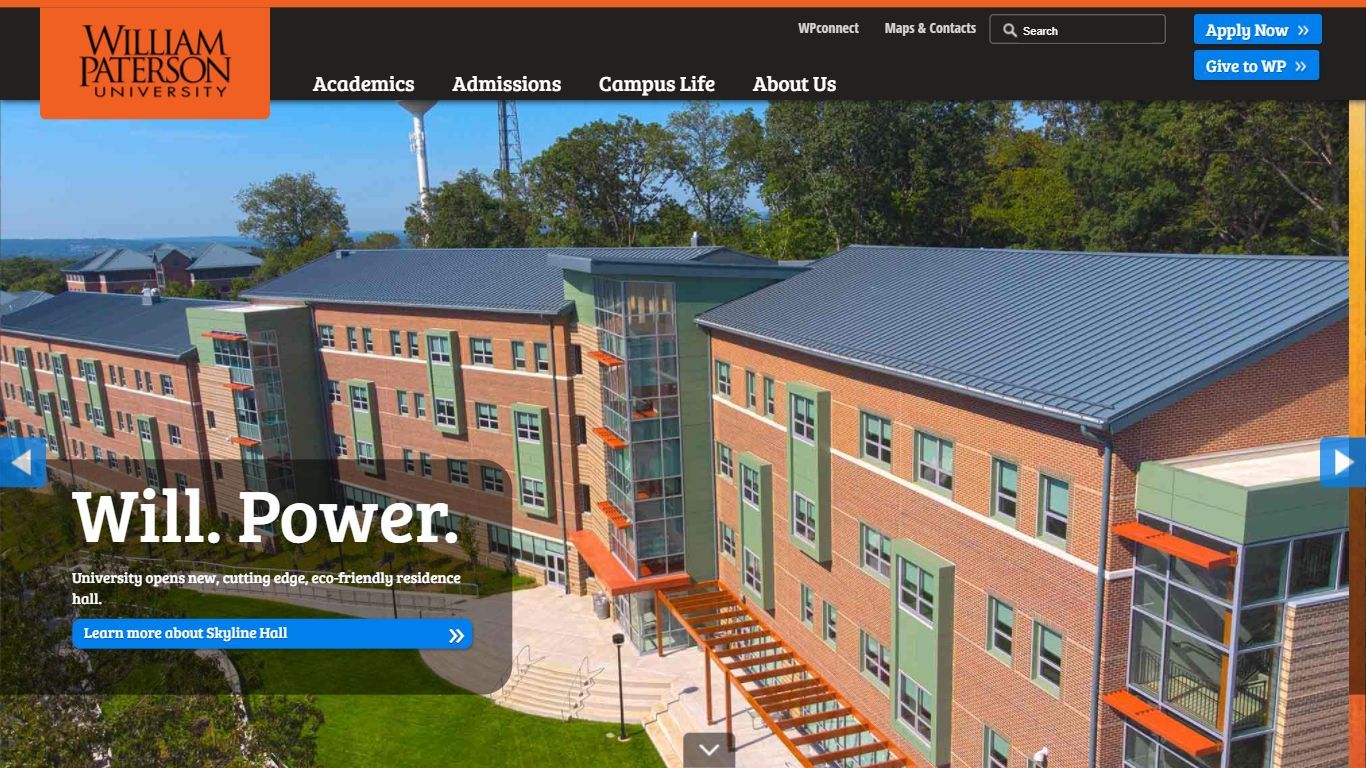 WILLIAM
PATERSON
UNIVERSITY
WPconnect
Maps & Contacts
Search
Apply Now »
Give to WP »
Academics
Admissions
Campus Life
About Us
Will. Power.
University opens new, cutting edge, eco-friendly residence
hall.
Learn more about Skyline Hall »